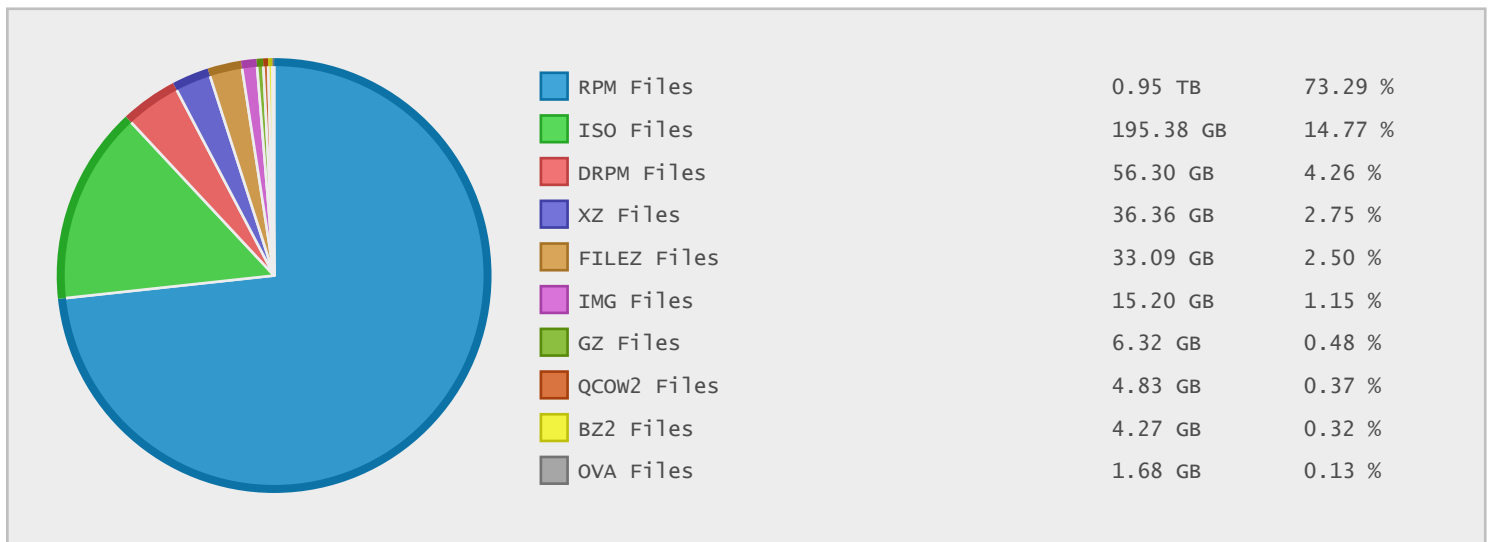 RPM Files 0.95 TB 73.29 %
ISO Files 195.38 GB 14.77 %
DRPM Files 56.30 GB 4.26 %
XZ Files 36.36 GB 2.75 %
FILEZ Files 33.09 GB 2.50 %
IMG Files 15.20 GB 1.15 %
GZ Files 6.32 GB 0.48 %
QCOW2 Files 4.83 GB 0.37 %
BZ2 Files 4.27 GB 0.32 %
OVA Files 1.68 GB 0.13 %